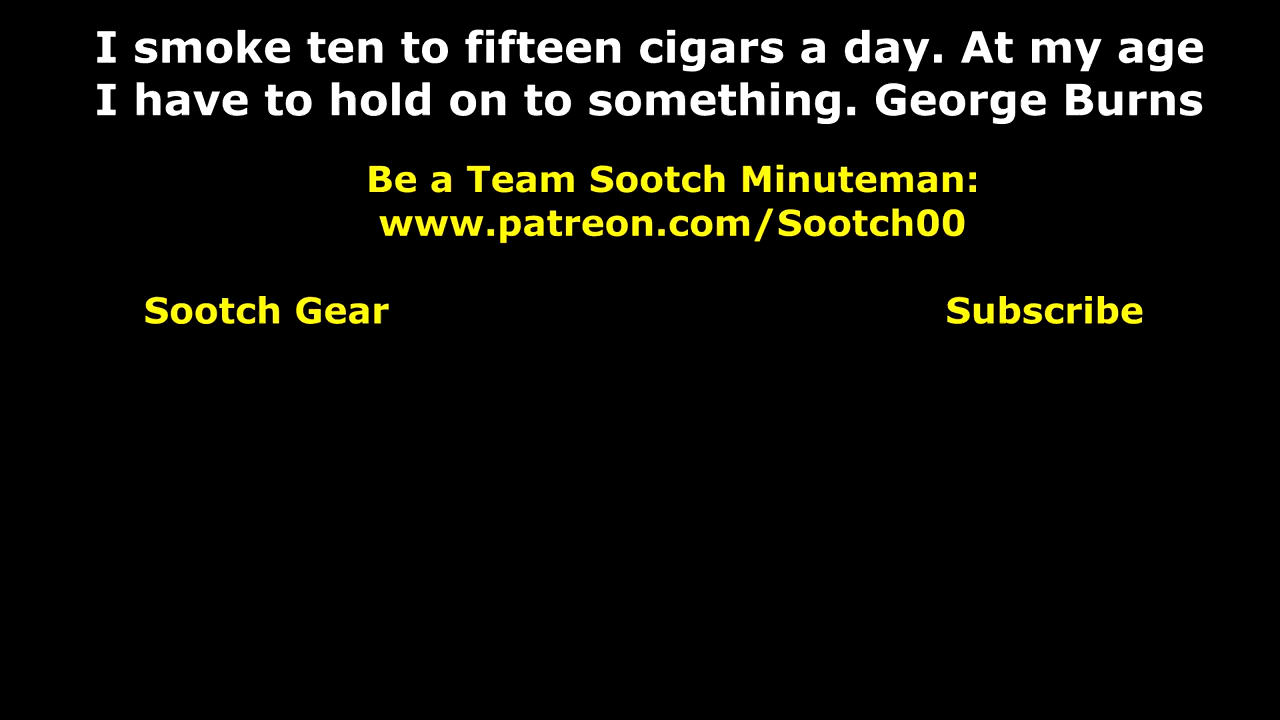 I smoke ten to fifteen cigars a day. At my age
I have to hold on to something. George Burns
Be a Team Sootch Minuteman:
www.patreon.com/Sootch00
Sootch Gear
Subscribe